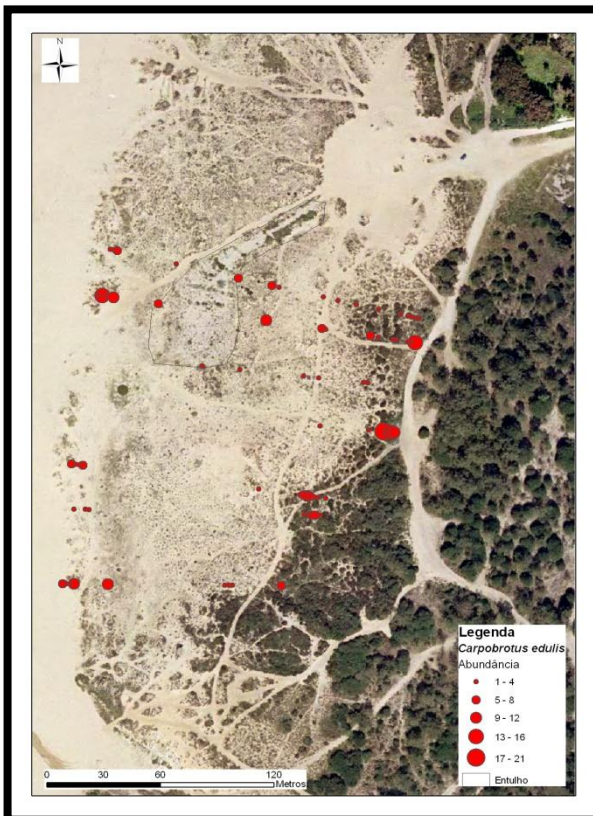 N
Legenda
Carpobrotus edulis
Abundância
1 - 4
5 - 8
9 - 12
13 - 16
17 - 21
Entulho
0 30 60 120
Metros